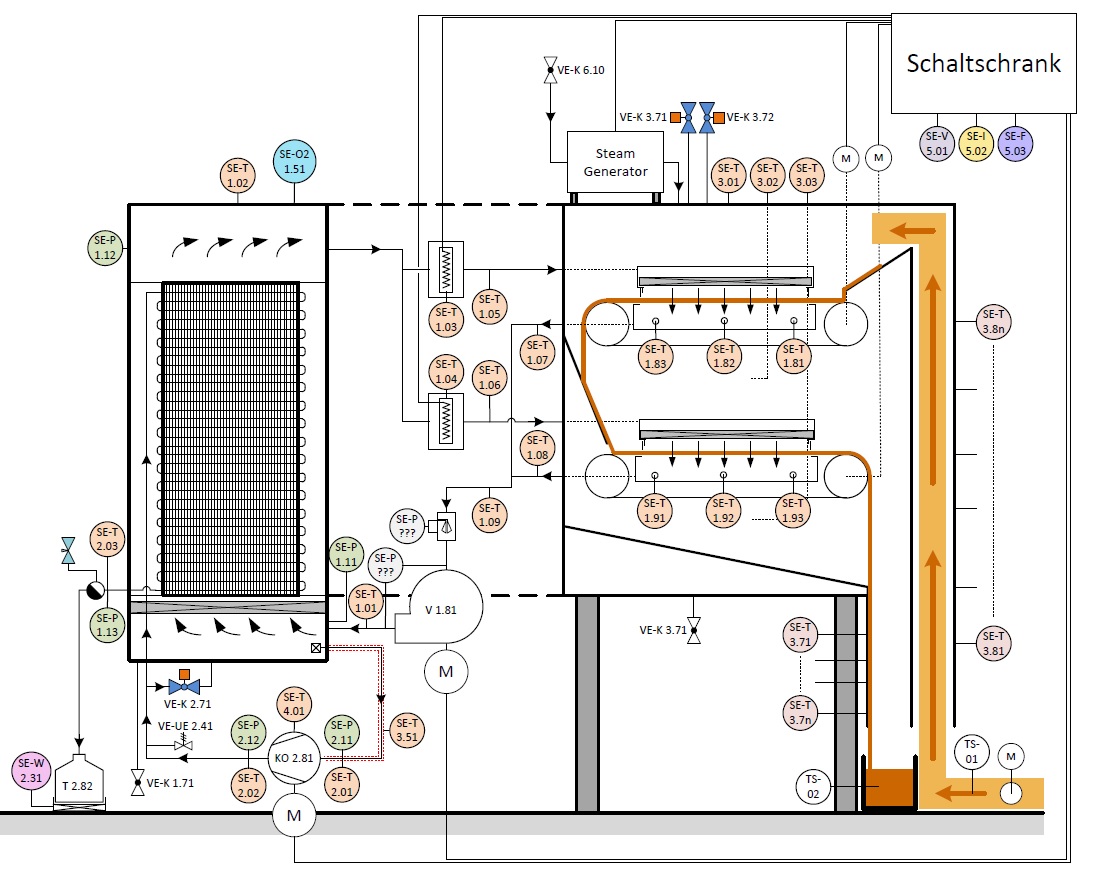 Schaltschrank
VE-K 6.10
VE-K 3.71
VE-K 3.72
SE-V
5.01
SE-I
5.02
SE-F
5.03
Steam
Generator
M
M
SE-T
1.02
SE-O2
1.51
SE-T
3.01
SE-T
3.02
SE-T
3.03
SE-P
1.12
SE-T
1.03
SE-T
1.05
SE-T
3.8n
SE-T
1.07
SE-T
1.83
SE-T
1.82
SE-T
1.81
SE-T
1.04
SE-T
1.06
SE-T
1.08
SE-T
1.91
SE-T
1.92
SE-T
1.93
SE-T
1.09
SE-P
???
SE-T
2.03
SE-P
1.11
SE-P
???
SE-T
1.01
V 1.81
SE-P
1.13
VE-K 3.71
SE-T
3.71
SE-T
3.81
M
VE-K 2.71
SE-T
4.01
SE-T
3.7n
VE-UE 2.41
SE-P
2.12
SE-P
2.11
SE-T
3.51
KO 2.81
TS-
01
M
SE-W
2.31
T 2.82
VE-K 1.71
SE-T
2.02
SE-T
2.01
TS-
02
M